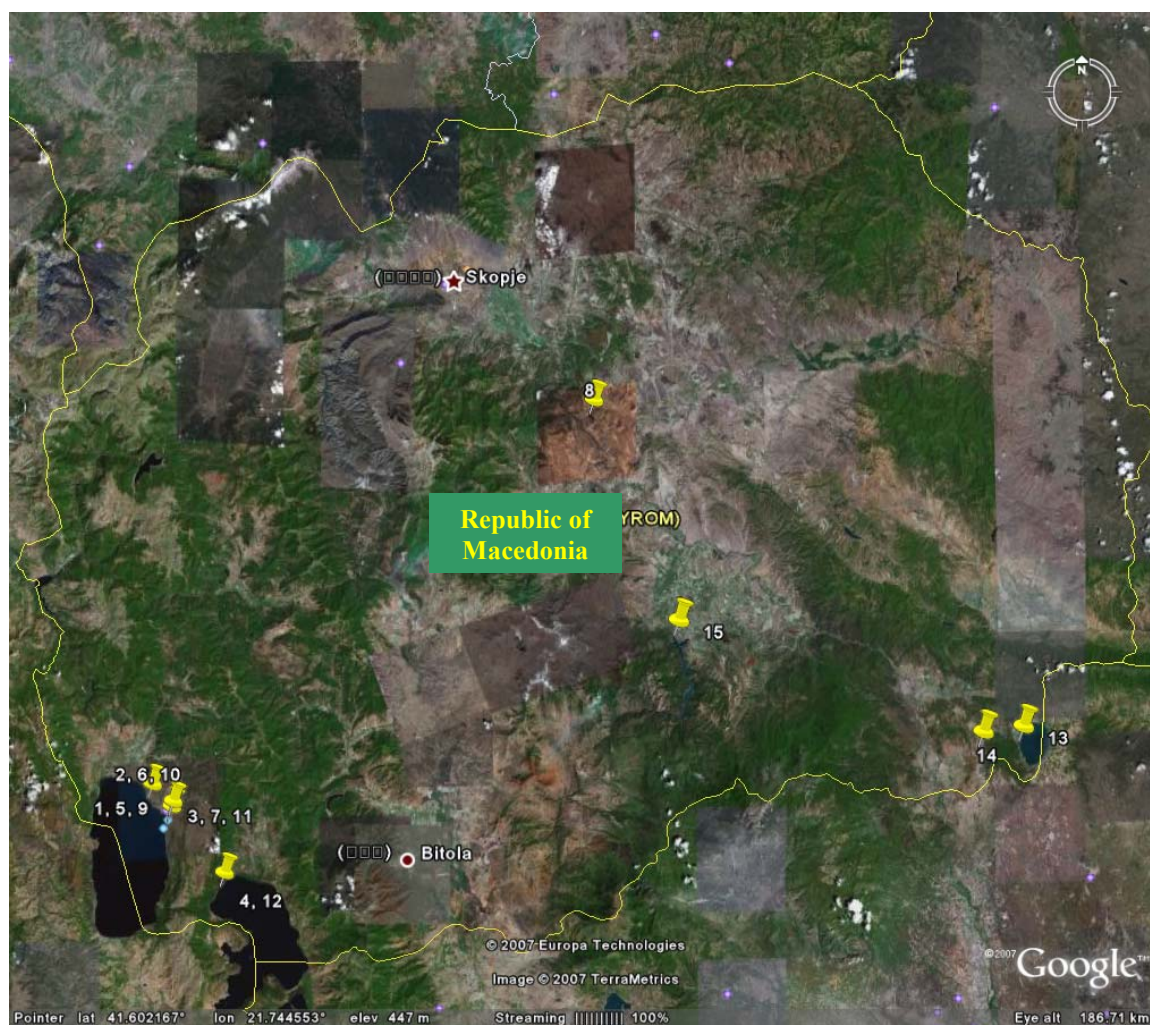 N
Skopje
8
Republic of
Macedonia
YROM)
15
13
14
2, 6, 10
1, 5, 9
3, 7, 11
Bitola
4, 12
© 2007 Europa Technologies
Image © 2007 TerraMetrics
©2007 Google™
Pointer lat 41.602167° lon 21.744553° elev 447 m Streaming |||||||||| 100% Eye alt 186.71 km